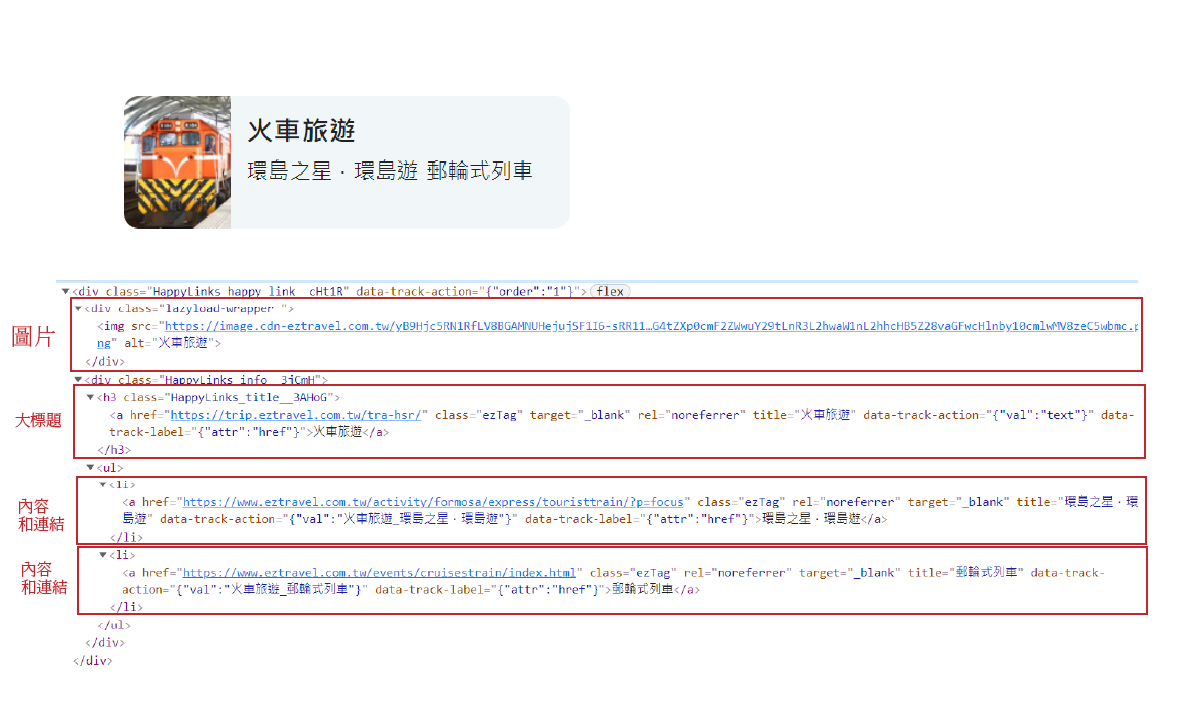 火車旅遊
環島之星・環島遊 郵輪式列車
▼<div class="HappyLinks_happy_link__cHt1R" data-track-action="{"order":"1"}"> flex
▼<div class="lazyload-wrapper ">
圖片
<img src="https://image.cdn-eztravel.com.tw/
ng" alt="火車旅遊">
</div>
▼<div class="HappyLinks_info__3jCmH">
▼<h3 class="HappyLinks_title__3AHoG">
大標題
<a href="https://trip.eztravel.com.tw/tra-hsr/" class="ezTag" target="_blank" rel="noreferrer" title="火車旅遊" data-track-action="{"val":"text"}" data-
track-label="{"attr":"href"}">火車旅遊</a>
</h3>
▼<ul>
▼<li>
內容
和連結
<a href="https://www.eztravel.com.tw/activity/formosa/express/touristtrain/?p=focus" class="ezTag" rel="noreferrer" target="_blank" title="環島之星・環
島遊" data-track-action="{"val":"火車旅遊_環島之星・環島遊"}" data-track-label="{"attr":"href"}">環島之星・環島遊</a>
</li>
▼<li>
內容
和連結
<a href="https://www.eztravel.com.tw/events/cruisestrain/index.html" class="ezTag" rel="noreferrer" target="_blank" title="郵輪式列車" data-track-
action="{"val":"火車旅遊_郵輪式列車"}" data-track-label="{"attr":"href"}">郵輪式列車</a>
</li>
</ul>
</div>
</div>